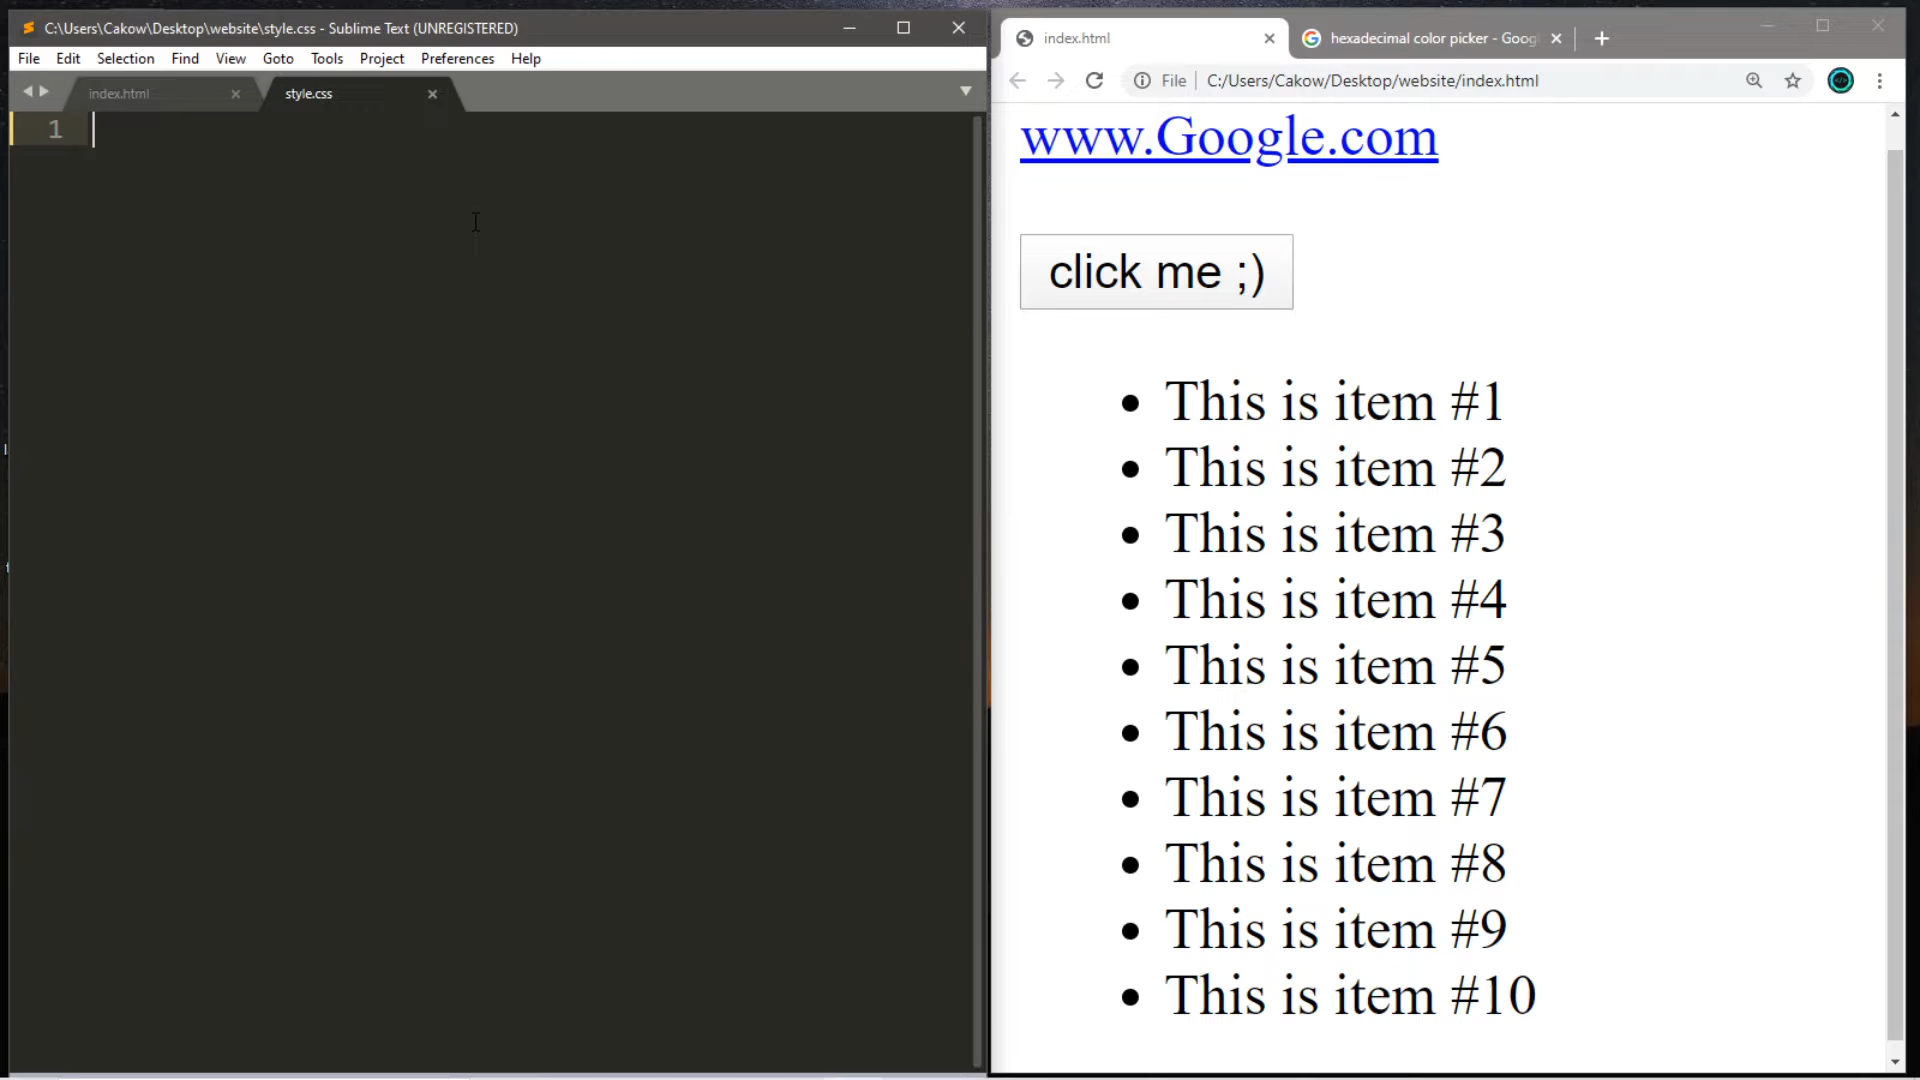 C:\Users\Cakow\Desktop\website\style.css - Sublime Text (UNREGISTERED)
File Edit Selection Find View Goto Tools Project Preferences Help
index.html style.css
1
index.html hexadecimal color picker - Goog
File C:/Users/Cakow/Desktop/website/index.html
www.Google.com
click me ;)
• This is item #1
• This is item #2
• This is item #3
• This is item #4
• This is item #5
• This is item #6
• This is item #7
• This is item #8
• This is item #9
• This is item #10